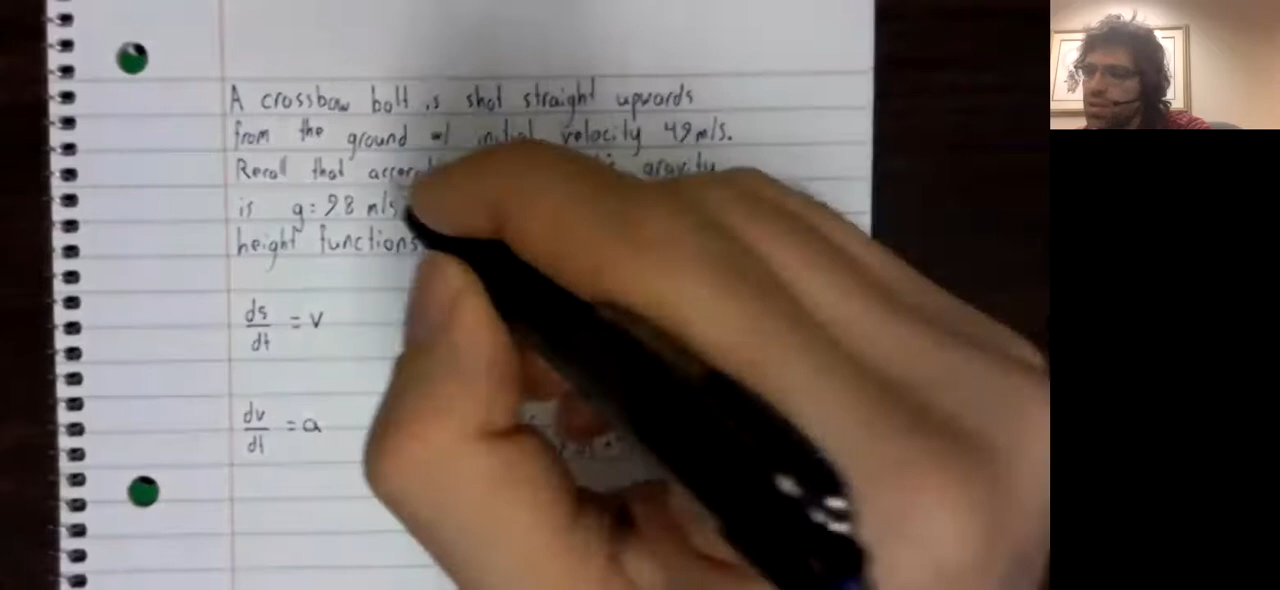 A crossbow bolt is shot straight upwards
from the ground w/ initial velocity 49 m/s.
Recall that gravity
is g = 9.8 m/s
height functions
ds/dt = v
dv/dt = a